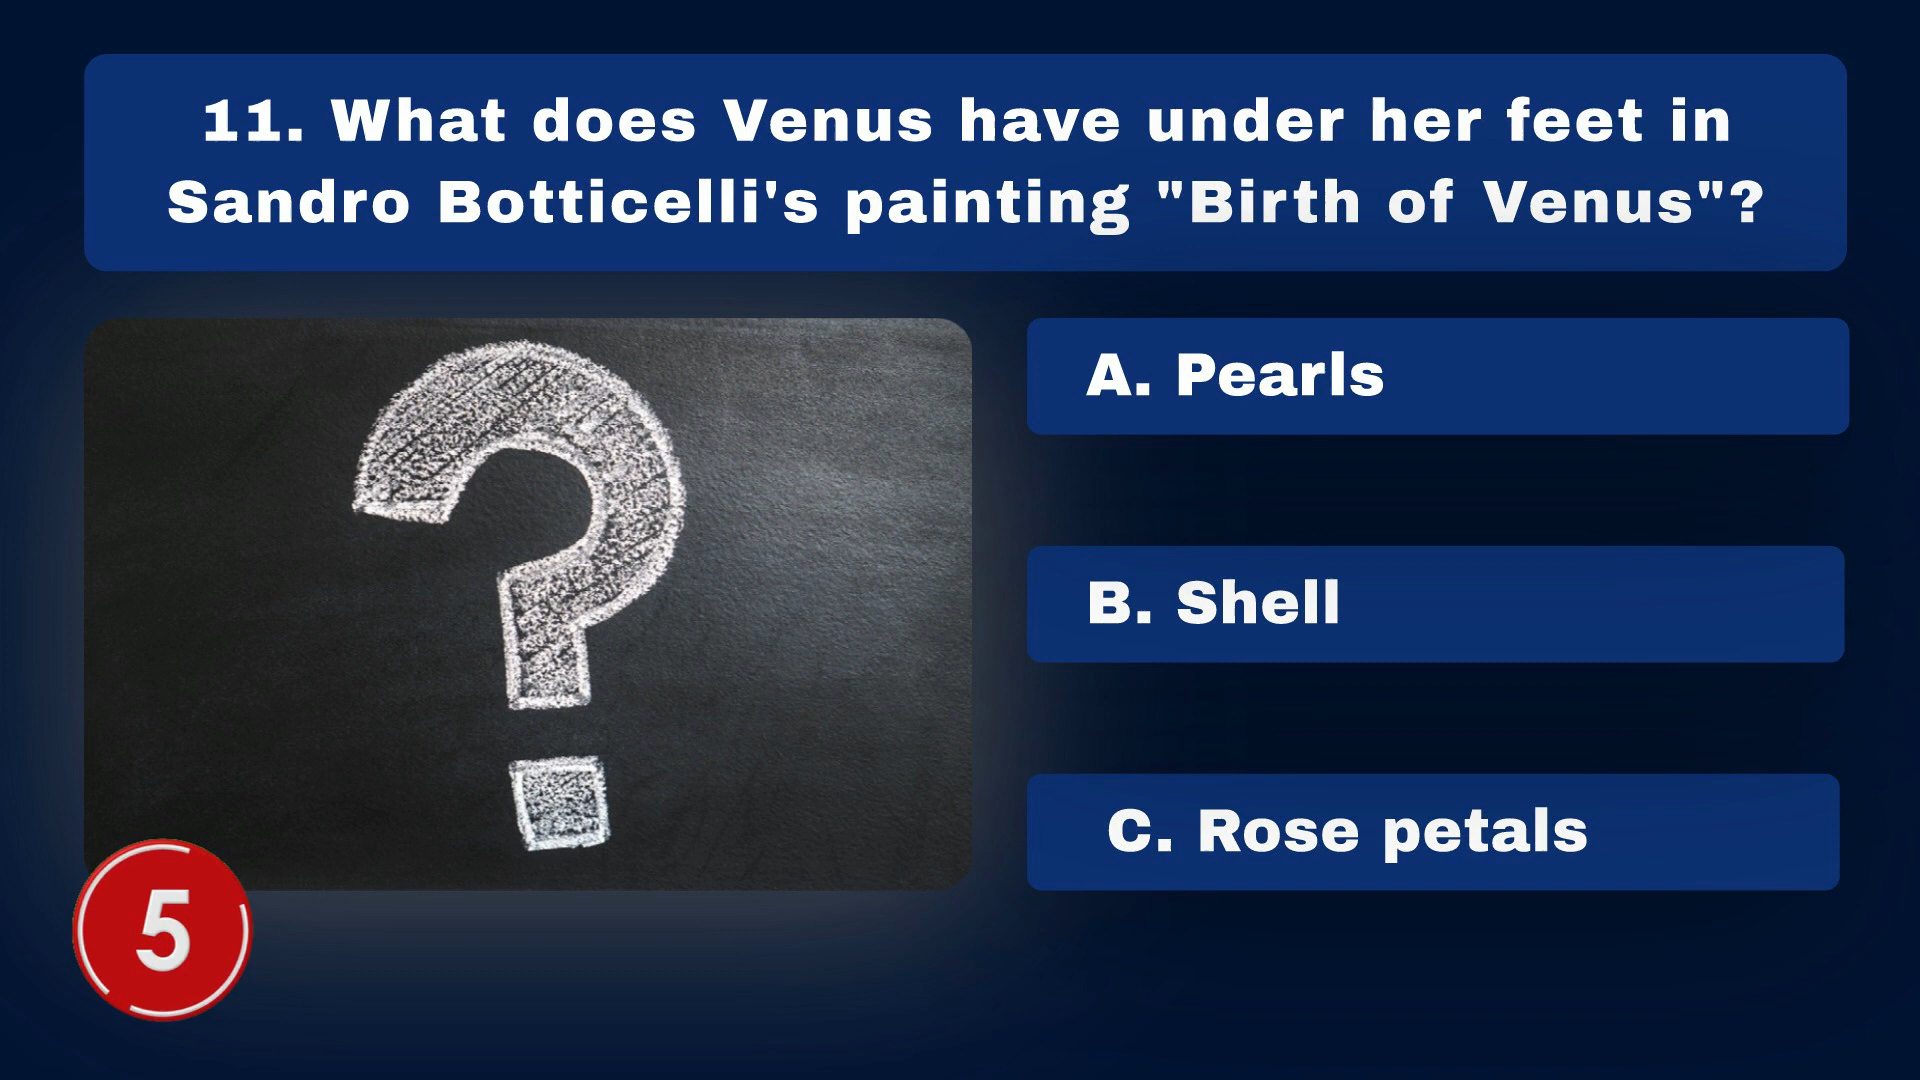 11. What does Venus have under her feet in
Sandro Botticelli's painting "Birth of Venus"?
A. Pearls
B. Shell
C. Rose petals
5